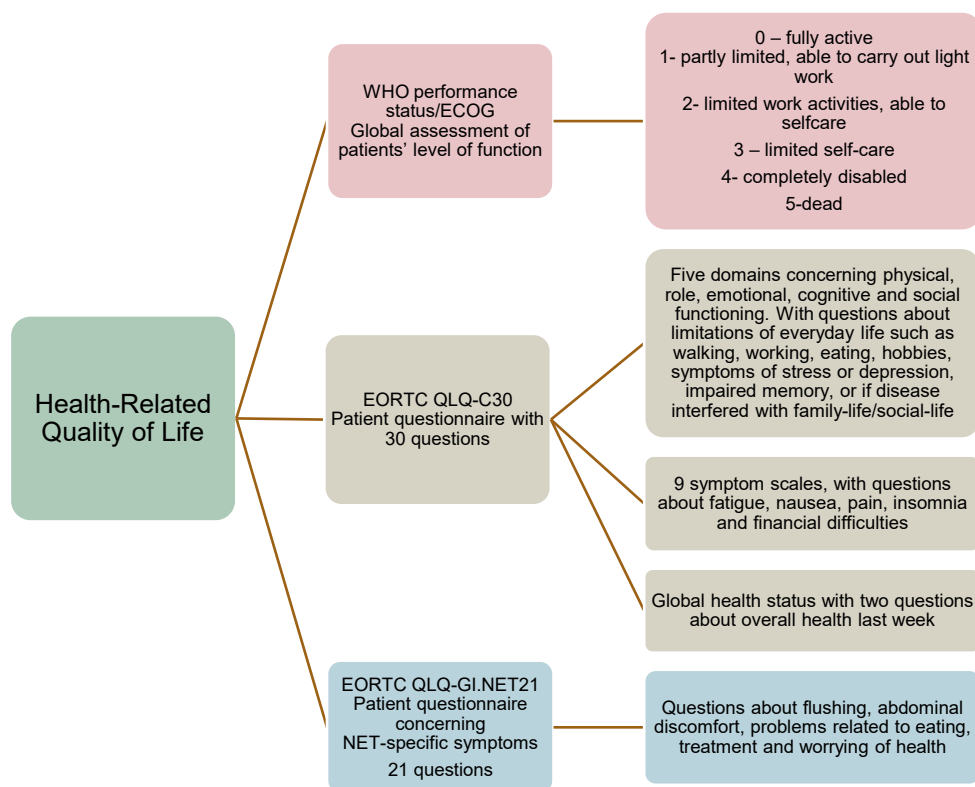 Health-Related
Quality of Life
WHO performance
status/ECOG
Global assessment of
patients' level of function
0 – fully active
1- partly limited, able to carry out light
work
2- limited work activities, able to
selfcare
3 – limited self-care
4- completely disabled
5-dead
EORTC QLQ-C30
Patient questionnaire with
30 questions
Five domains concerning physical,
role, emotional, cognitive and social
functioning. With questions about
limitations of everyday life such as
walking, working, eating, hobbies,
symptoms of stress or depression,
impaired memory, or if disease
interfered with family-life/social-life
9 symptom scales, with questions
about fatigue, nausea, pain, insomnia
and financial difficulties
Global health status with two questions
about overall health last week
EORTC QLQ-GI.NET21
Patient questionnaire
concerning
NET-specific symptoms
21 questions
Questions about flushing, abdominal
discomfort, problems related to eating,
treatment and worrying of health